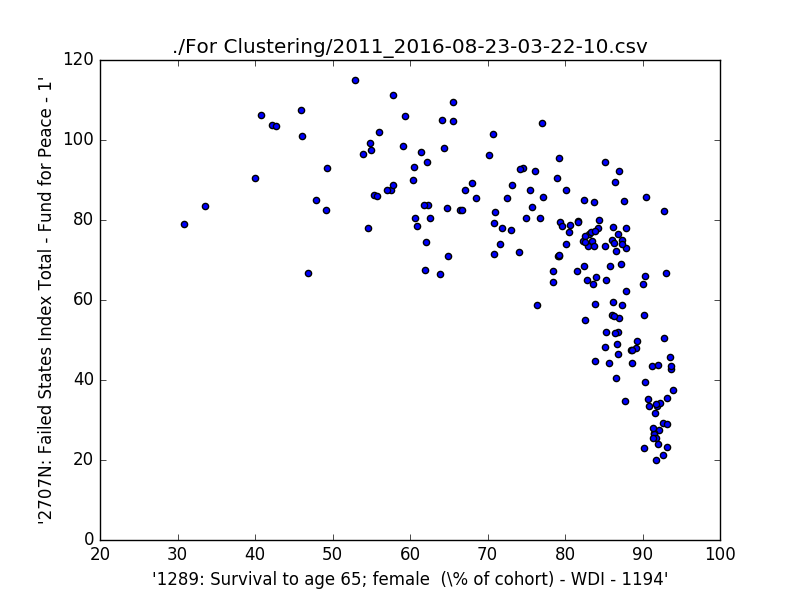 ./For Clustering/2011_2016-08-23-03-22-10.csv
'2707N: Failed States Index Total - Fund for Peace - 1'
120
100
80
60
40
20
0
20 30 40 50 60 70 80 90 100
'1289: Survival to age 65; female  (\% of cohort) - WDI - 1194'